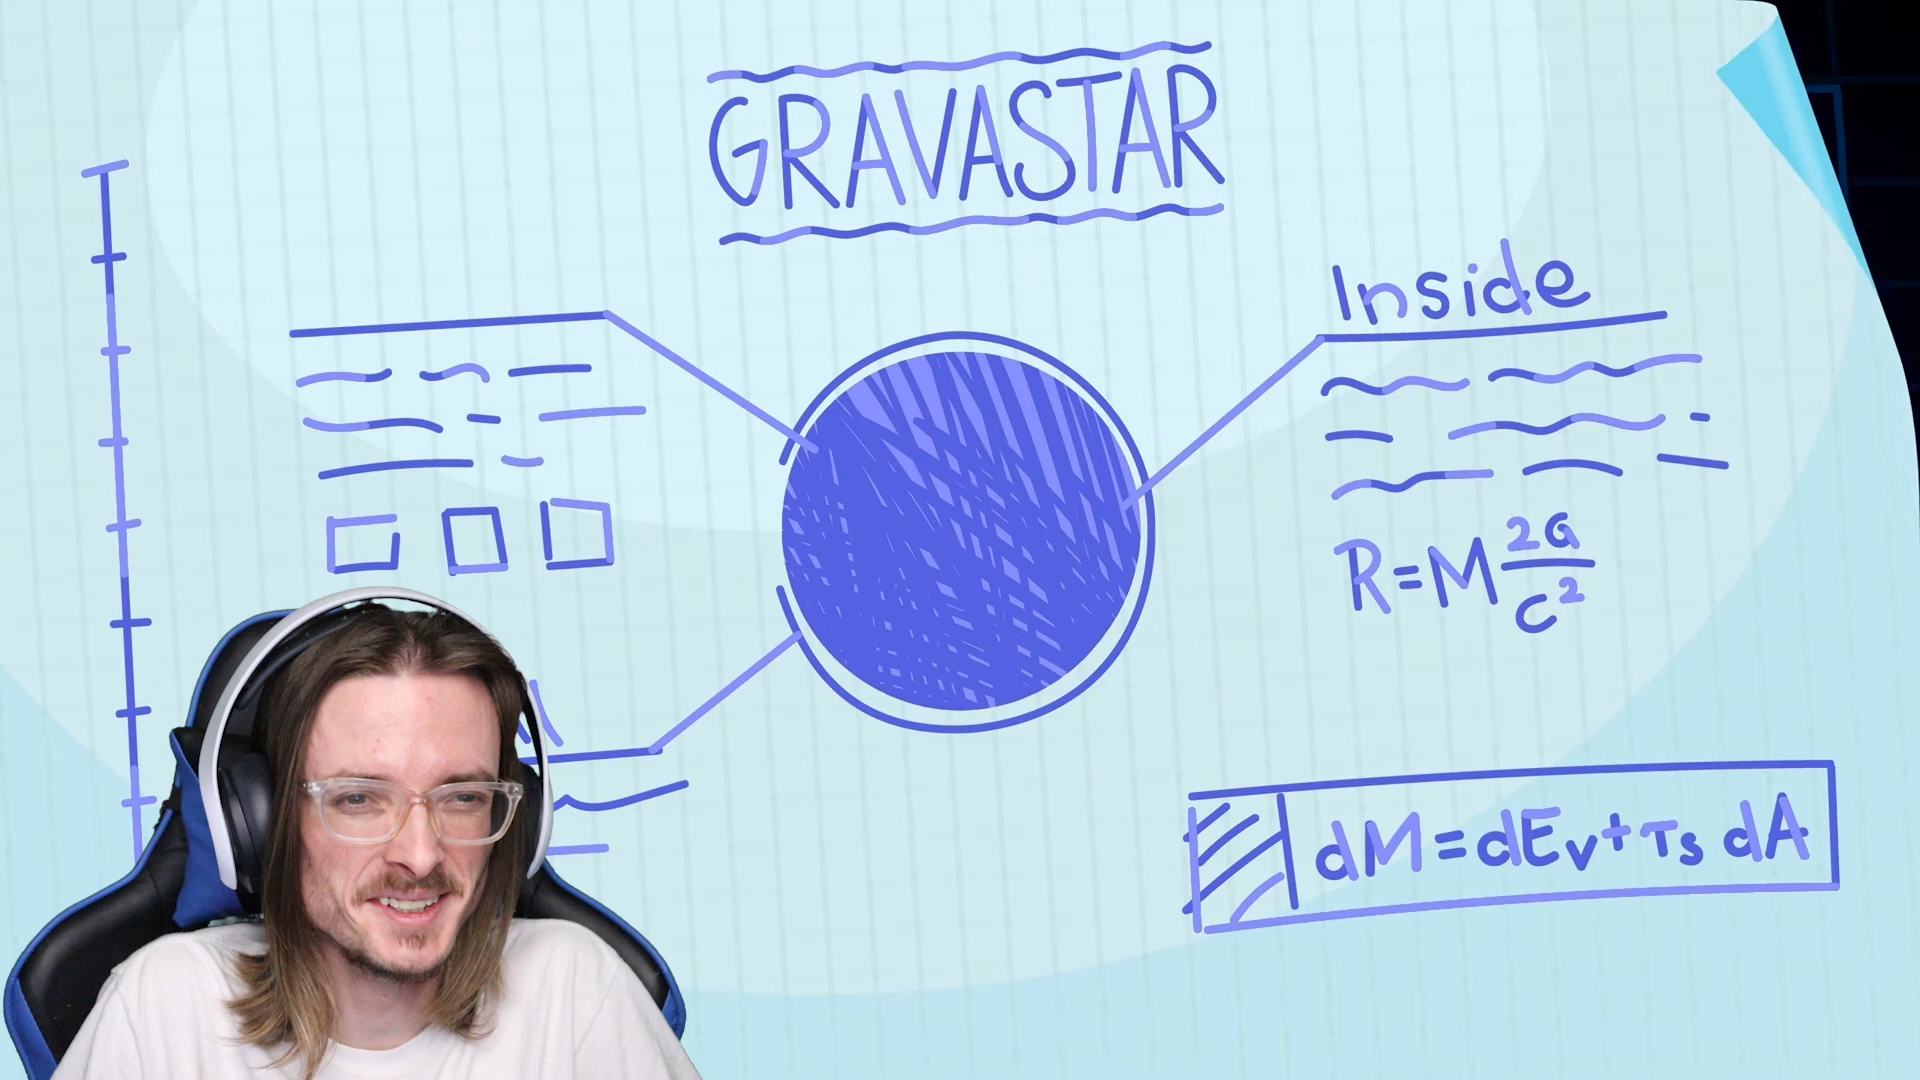 GRAVASTAR
Inside
R=M 2G/C²
dM=dEv+τs dA